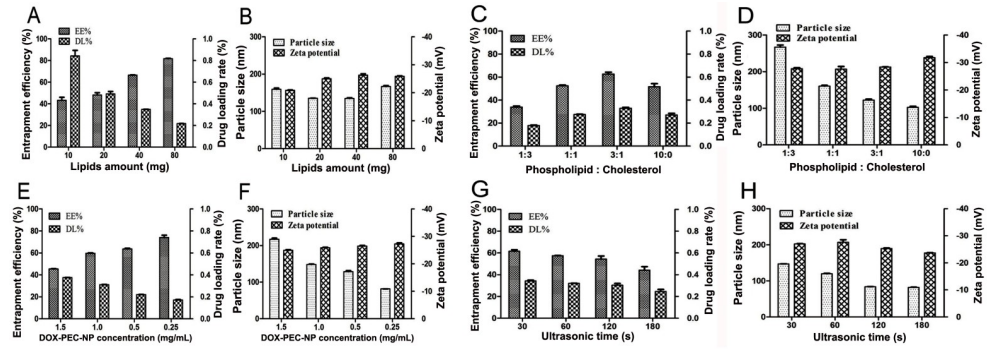 A
EE%
DL%
Entrapment efficiency (%)
100
80
60
40
20
0
Drug loading rate (%)
1.0
0.8
0.6
0.4
0.2
0.0
10 20 40 80
Lipids amount (mg)
B
Particle size
Zeta potential
Particle size (nm)
300
200
100
0
Zeta potential (mV)
-40
-30
-20
-10
0
10 20 40 80
Lipids amount (mg)
C
EE%
DL%
Entrapment efficiency (%)
100
80
60
40
20
0
Drug loading rate (%)
1.0
0.8
0.6
0.4
0.2
0.0
1:3 1:1 3:1 10:0
Phospholipid : Cholesterol
D
Particle size
Zeta potential
Particle size (nm)
300
200
100
0
Zeta potential (mV)
-40
-30
-20
-10
0
1:3 1:1 3:1 10:0
Phospholipid : Cholesterol
E
EE%
DL%
Entrapment efficiency (%)
100
80
60
40
20
0
Drug loading rate (%)
1.0
0.8
0.6
0.4
0.2
0.0
1.5 1.0 0.5 0.25
DOX-PEC-NP concentration (mg/mL)
F
Particle size
Zeta potential
Particle size (nm)
300
200
100
0
Zeta potential (mV)
-40
-30
-20
-10
0
1.5 1.0 0.5 0.25
DOX-PEC-NP concentration (mg/mL)
G
EE%
DL%
Entrapment efficiency (%)
100
80
60
40
20
0
Drug loading rate (%)
1.0
0.8
0.6
0.4
0.2
0.0
30 60 120 180
Ultrasonic time (s)
H
Particle size
Zeta potential
Particle size (nm)
300
200
100
0
Zeta potential (mV)
-40
-30
-20
-10
0
30 60 120 180
Ultrasonic time (s)